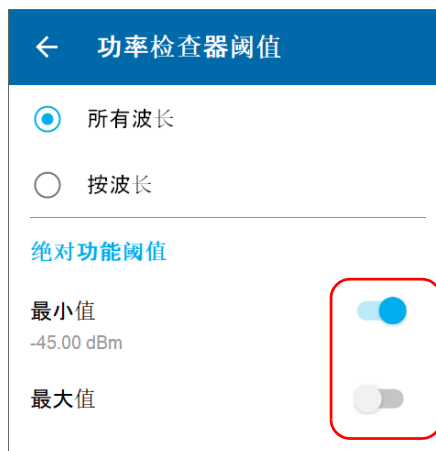 功率检查器阈值
所有波长
按波长
绝对功能阈值
最小值
-45.00 dBm
最大值